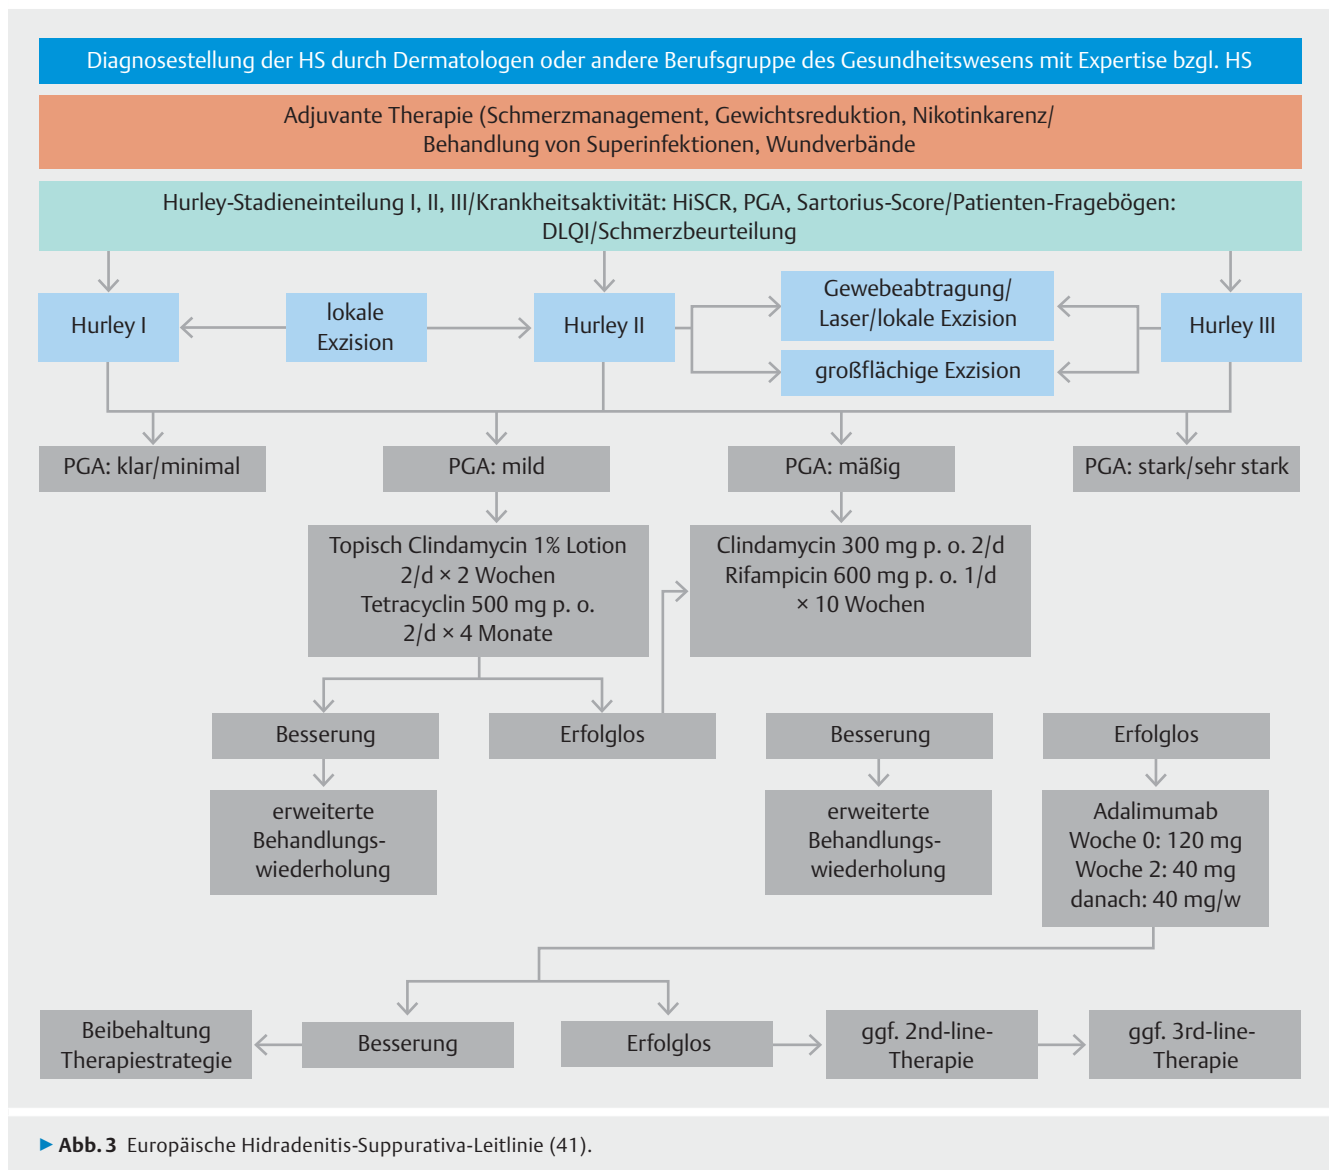 Diagnosestellung der HS durch Dermatologen oder andere Berufsgruppe des Gesundheitswesens mit Expertise bzgl. HS
Adjuvante Therapie (Schmerzmanagement, Gewichtsreduktion, Nikotinkarenz/
Behandlung von Superinfektionen, Wundverbände
Hurley-Stadieneinteilung I, II, III/Krankheitsaktivität: HiSCR, PGA, Sartorius-Score/Patienten-Fragebögen:
DLQI/Schmerzbeurteilung
Hurley I
lokale
Exzision
Hurley II
Gewebeabtragung/
Laser/lokale Exzision
großflächige Exzision
Hurley III
PGA: klar/minimal
PGA: mild
PGA: mäßig
PGA: stark/sehr stark
Topisch Clindamycin 1% Lotion
2/d × 2 Wochen
Tetracyclin 500 mg p. o.
2/d × 4 Monate
Clindamycin 300 mg p. o. 2/d
Rifampicin 600 mg p. o. 1/d
× 10 Wochen
Besserung
Erfolglos
Besserung
Erfolglos
erweiterte
Behandlungs-
wiederholung
erweiterte
Behandlungs-
wiederholung
Adalimumab
Woche 0: 120 mg
Woche 2: 40 mg
danach: 40 mg/w
Beibehaltung
Therapiestrategie
Besserung
Erfolglos
ggf. 2nd-line-
Therapie
ggf. 3rd-line-
Therapie
▶ Abb. 3 Europäische Hidradenitis-Suppurativa-Leitlinie (41).